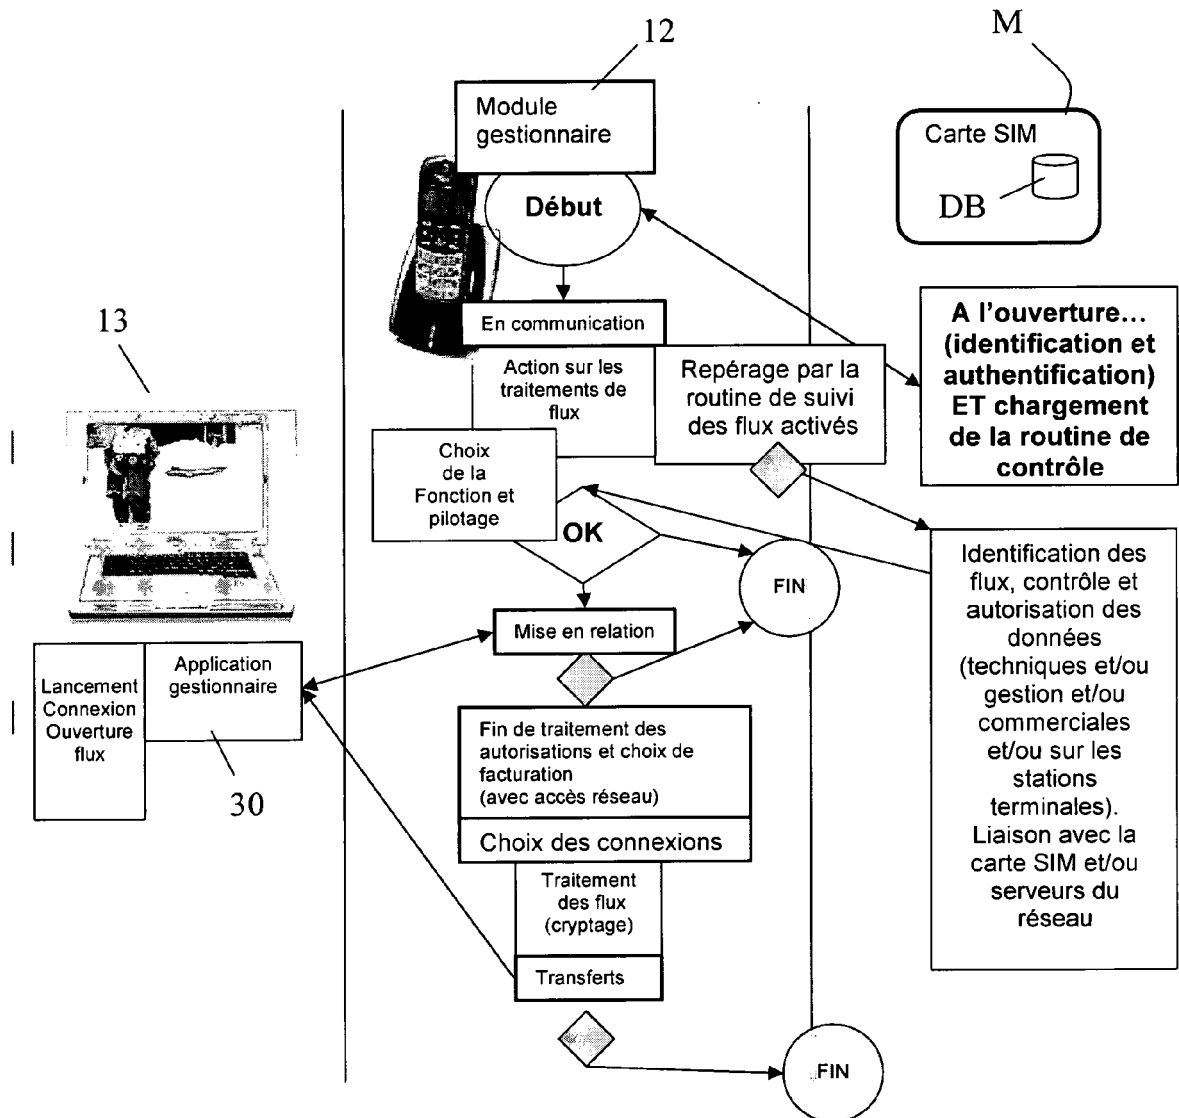 12
M
Module
gestionnaire
Carte SIM
DB
Début
En communication
A l'ouverture…
(identification et
authentification)
ET chargement
de la routine de
contrôle
13
Action sur les
traitements de
flux
Repérage par la
routine de suivi
des flux activés
Choix
de la
Fonction et
pilotage
OK
FIN
Identification des
flux, contrôle et
autorisation des
données
(techniques et/ou
gestion et/ou
commerciales
et/ou sur les
stations
terminales).
Liaison avec la
carte SIM et/ou
serveurs du
réseau
Mise en relation
Lancement
Connexion
Ouverture
flux
Application
gestionnaire
30
Fin de traitement des
autorisations et choix de
facturation
(avec accès réseau)
Choix des connexions
Traitement
des flux
(cryptage)
Transferts
FIN